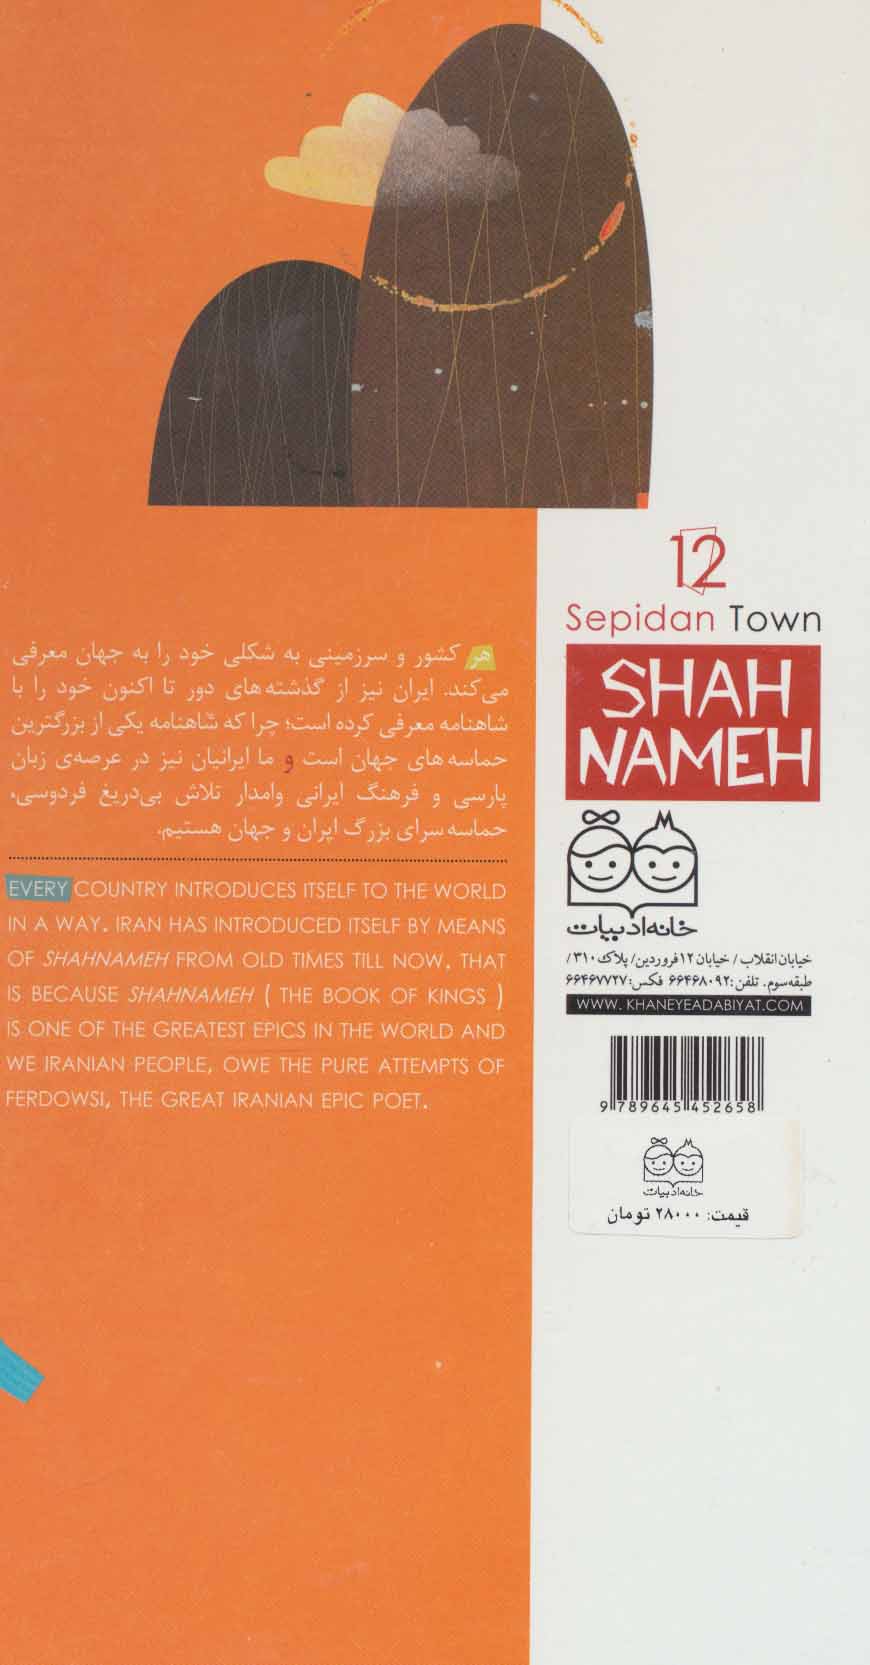 12
Sepidan Town
SHAH
NAMEH
خانه ادبیات
خیابان انقلاب/ خیابان ۱۲ فروردین/ پلاک ۳۱۰/
طبقه سوم. تلفن: ۶۶۴۶۸۰۹۲ فکس: ۶۶۴۶۷۷۲۷
WWW. KHANEYEADABIYAT.COM
9 789645 452658
خانه ادبیات
قیمت: ۲۸۰۰۰ تومان
هر کشور و سرزمینی به شکلی خود را به جهان معرفی
می‌کند. ایران نیز از گذشته‌های دور تا اکنون خود را با
شاهنامه معرفی کرده است؛ چرا که شاهنامه یکی از بزرگترین
حماسه‌های جهان است و ما ایرانیان نیز در عرصه‌ی زبان
پارسی و فرهنگ ایرانی وامدار تلاش بی‌دریغ فردوسی،
حماسه‌سرای بزرگ ایران و جهان هستیم.
EVERY COUNTRY INTRODUCES ITSELF TO THE WORLD
IN A WAY. IRAN HAS INTRODUCED ITSELF BY MEANS
OF SHAHNAMEH FROM OLD TIMES TILL NOW. THAT
IS BECAUSE SHAHNAMEH ( THE BOOK OF KINGS )
IS ONE OF THE GREATEST EPICS IN THE WORLD AND
WE IRANIAN PEOPLE, OWE THE PURE ATTEMPTS OF
FERDOWSI, THE GREAT IRANIAN EPIC POET.